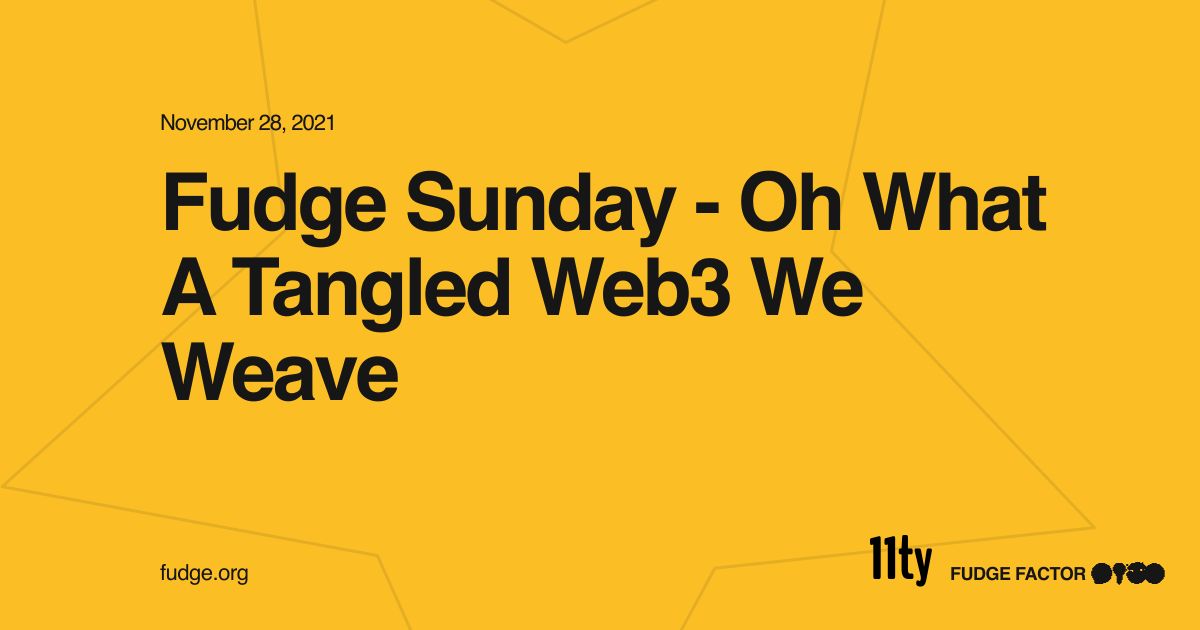 November 28, 2021
Fudge Sunday - Oh What
A Tangled Web3 We
Weave
fudge.org
11ty
FUDGE FACTOR